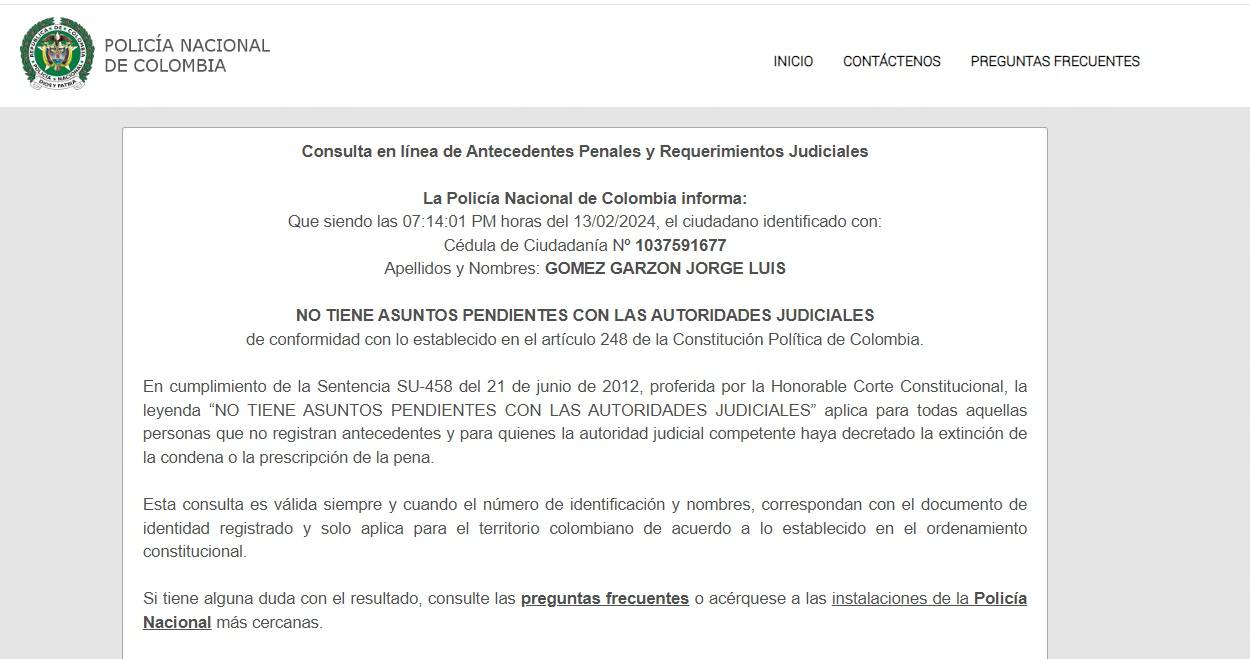 POLICÍA NACIONAL
DE COLOMBIA
INICIO CONTÁCTENOS PREGUNTAS FRECUENTES
Consulta en línea de Antecedentes Penales y Requerimientos Judiciales
La Policía Nacional de Colombia informa:
Que siendo las 07:14:01 PM horas del 13/02/2024, el ciudadano identificado con:
Cédula de Ciudadanía Nº 1037591677
Apellidos y Nombres: GOMEZ GARZON JORGE LUIS
NO TIENE ASUNTOS PENDIENTES CON LAS AUTORIDADES JUDICIALES
de conformidad con lo establecido en el artículo 248 de la Constitución Política de Colombia.
En cumplimiento de la Sentencia SU-458 del 21 de junio de 2012, proferida por la Honorable Corte Constitucional, la
leyenda “NO TIENE ASUNTOS PENDIENTES CON LAS AUTORIDADES JUDICIALES” aplica para todas aquellas
personas que no registran antecedentes y para quienes la autoridad judicial competente haya decretado la extinción de
la condena o la prescripción de la pena.
Esta consulta es válida siempre y cuando el número de identificación y nombres, correspondan con el documento de
identidad registrado y solo aplica para el territorio colombiano de acuerdo a lo establecido en el ordenamiento
constitucional.
Si tiene alguna duda con el resultado, consulte las preguntas frecuentes o acérquese a las instalaciones de la Policía
Nacional más cercanas.